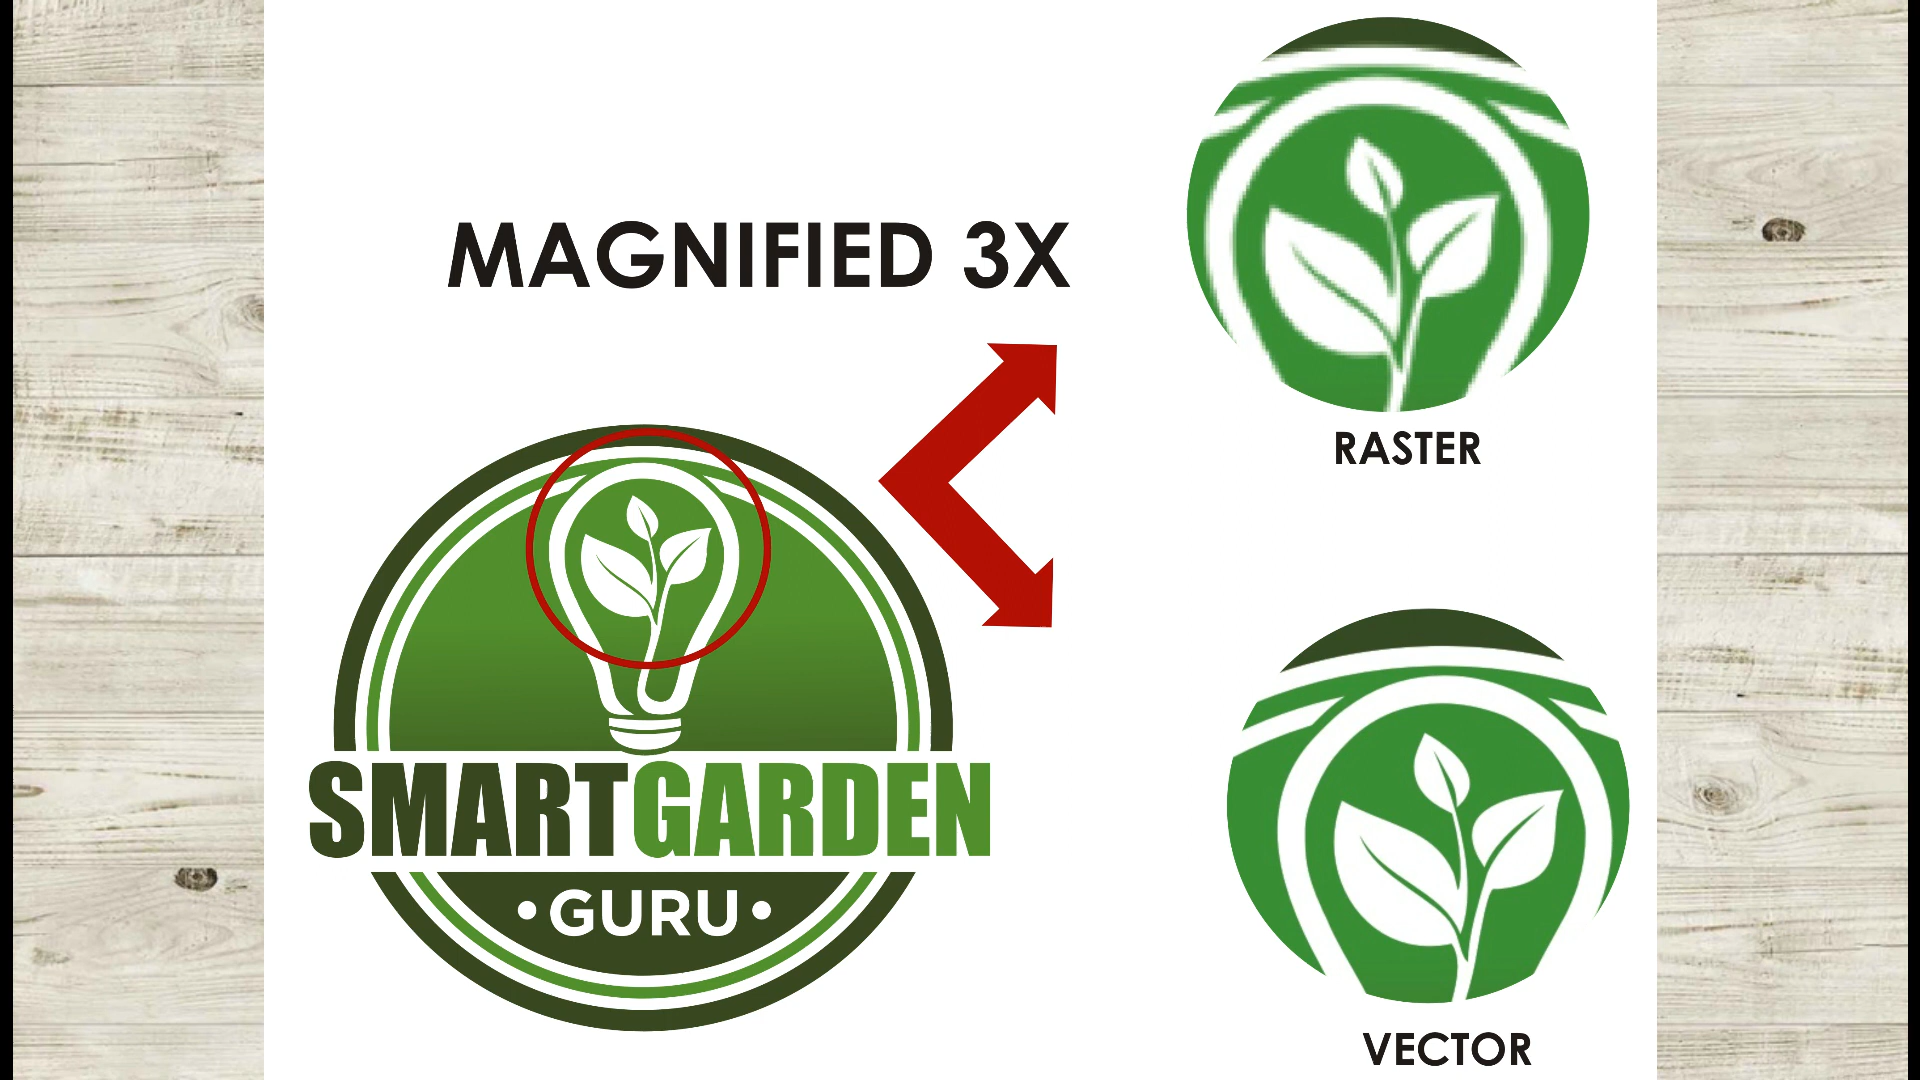 MAGNIFIED 3X
RASTER
SMARTGARDEN
• GURU •
VECTOR